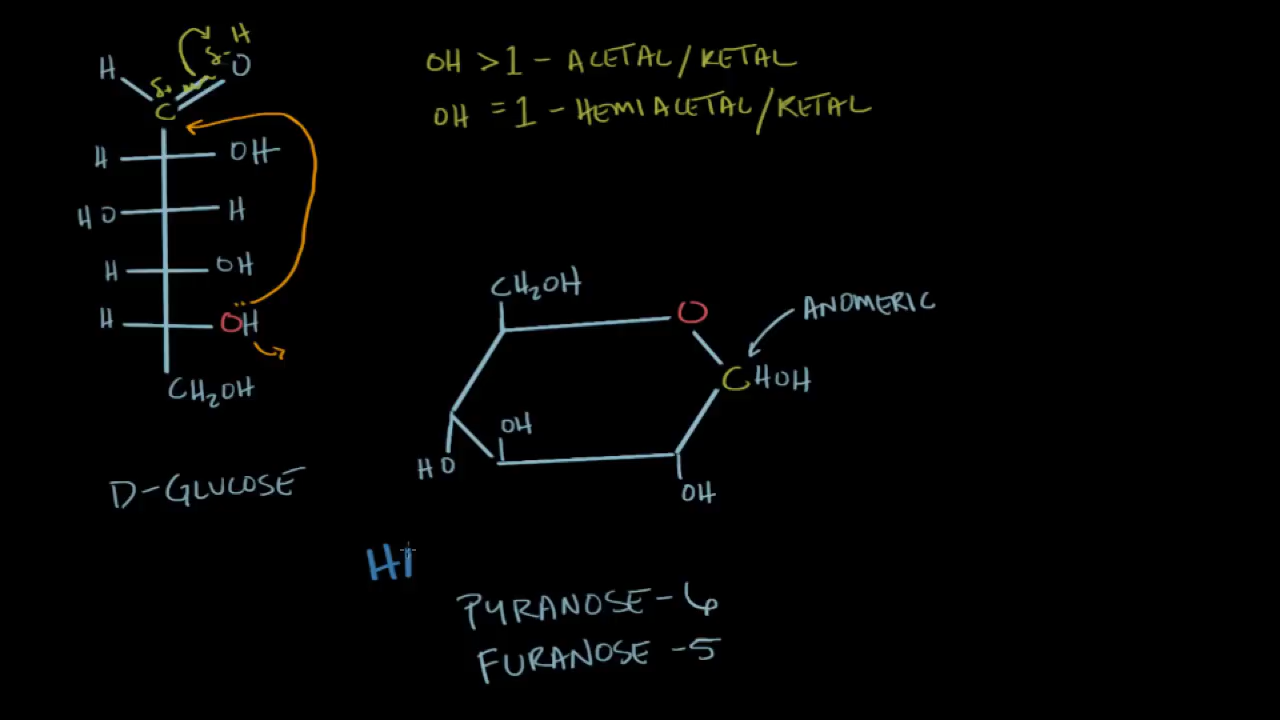 H
δ-
H
O
δ+
C
H
OH
HO
H
H
OH
H
OH
CH₂OH
D-GLUCOSE
OH > 1 - ACETAL/KETAL
OH = 1 - HEMIACETAL/KETAL
CH₂OH
O
ANOMERIC
CHOH
OH
HO
OH
HI
PYRANOSE - 6
FURANOSE - 5